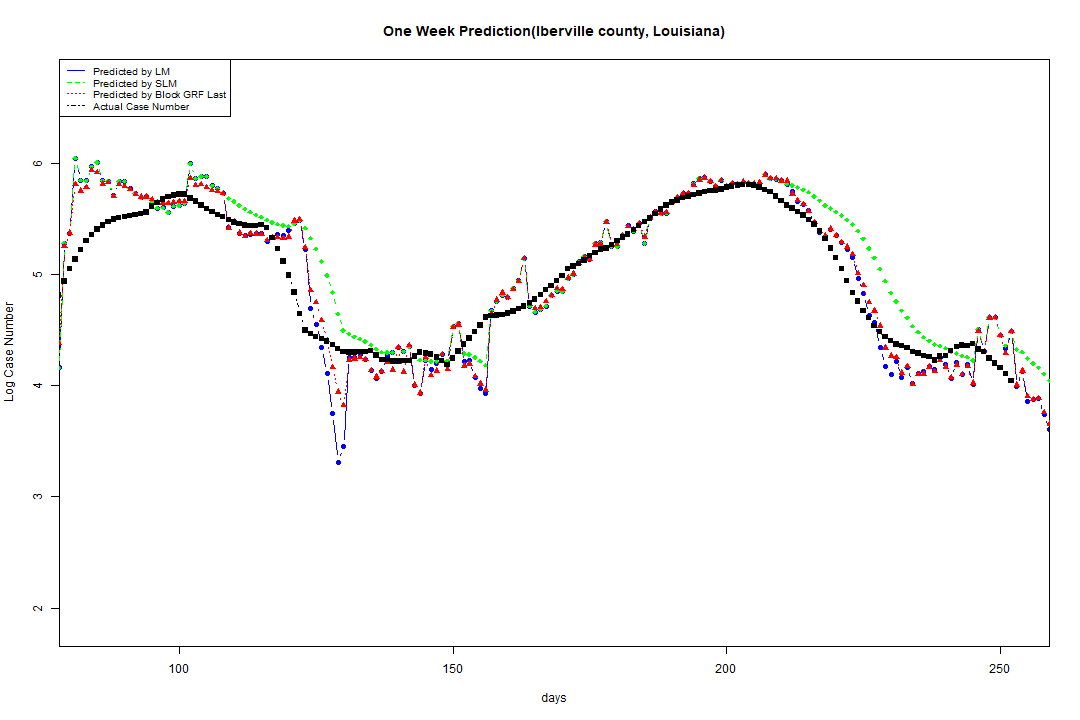 One Week Prediction(Iberville county, Louisiana)
Predicted by LM
Predicted by SLM
Predicted by Block GRF Last
Actual Case Number
6
5
4
3
2
Log Case Number
100
150
200
250
days